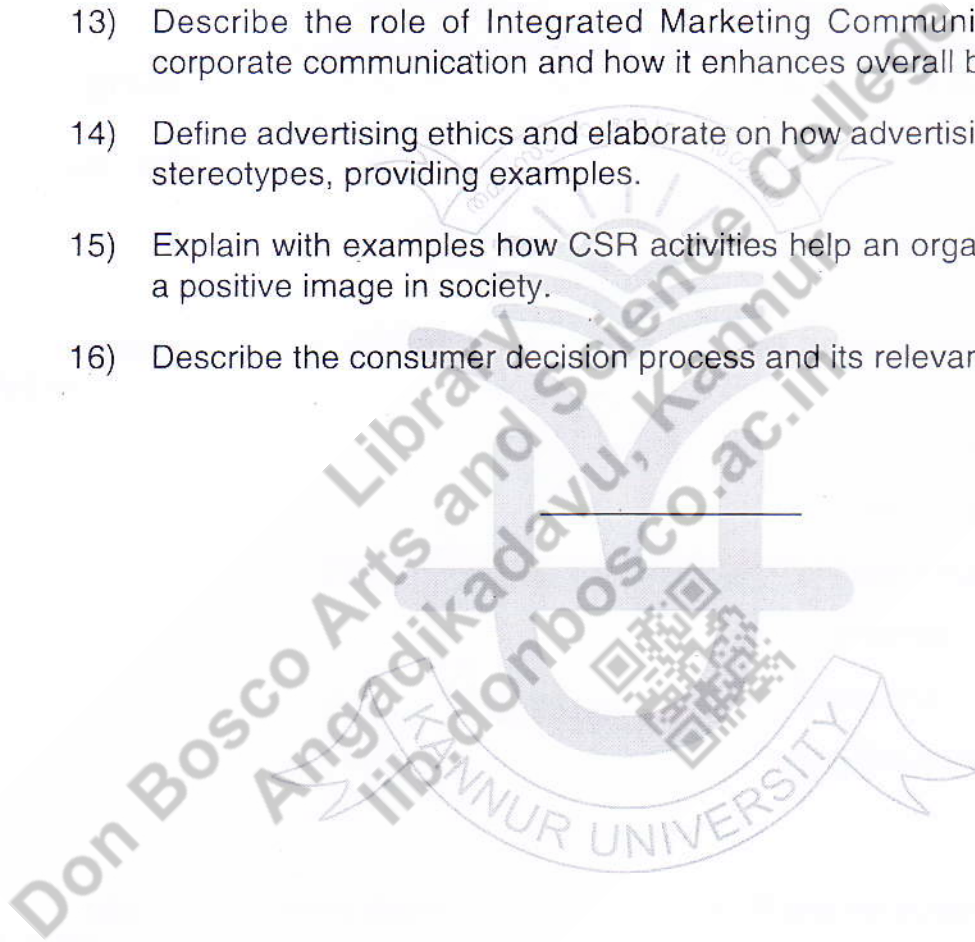 13) Describe the role of Integrated Marketing Communi
corporate communication and how it enhances overall b
14) Define advertising ethics and elaborate on how advertisi
stereotypes, providing examples.
15) Explain with examples how CSR activities help an orga
a positive image in society.
16) Describe the consumer decision process and its relevan
Library
Don Bosco Arts and Science College
Angadikadavu, Kannur
lib.donbosco.ac.in
KANNUR UNIVERSITY